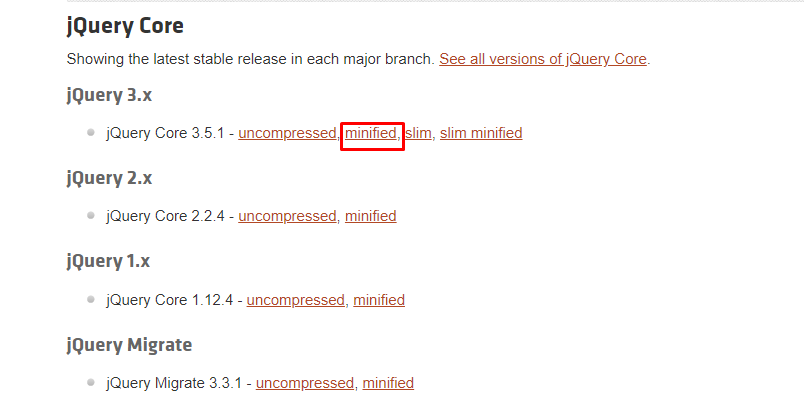 jQuery Core
Showing the latest stable release in each major branch. See all versions of jQuery Core.
jQuery 3.x
jQuery Core 3.5.1 - uncompressed, minified, slim, slim minified
jQuery 2.x
jQuery Core 2.2.4 - uncompressed, minified
jQuery 1.x
jQuery Core 1.12.4 - uncompressed, minified
jQuery Migrate
jQuery Migrate 3.3.1 - uncompressed, minified